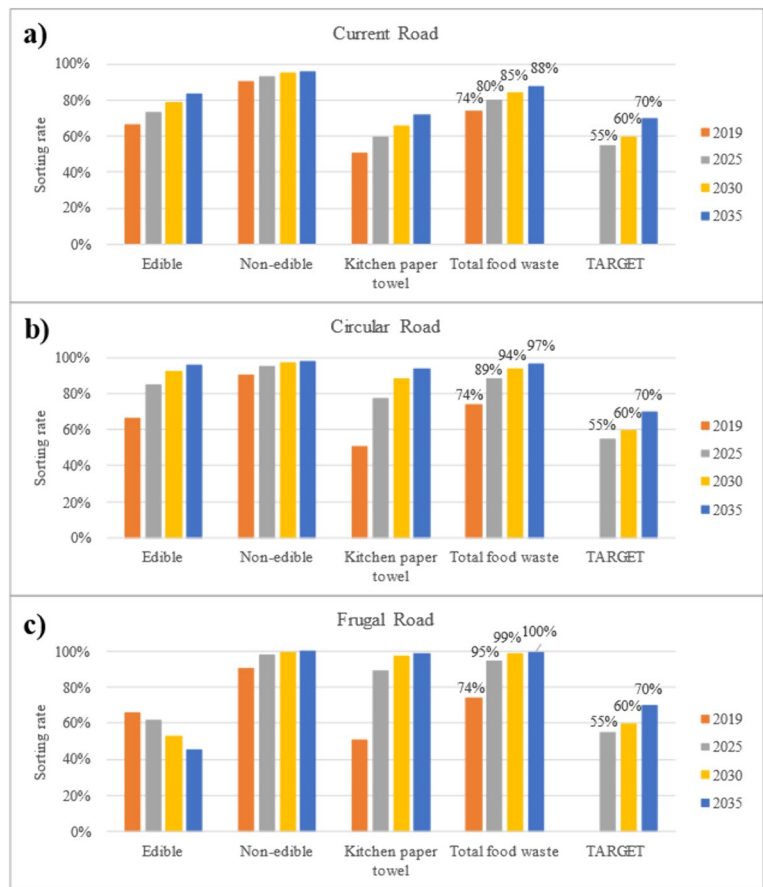 a)
Current Road
100%
80%
60%
40%
20%
0%
Sorting rate
74%
80%
85%
88%
55%
60%
70%
Edible
Non-edible
Kitchen paper
towel
Total food waste
TARGET
2019
2025
2030
2035
b)
Circular Road
100%
80%
60%
40%
20%
0%
Sorting rate
74%
89%
94%
97%
55%
60%
70%
Edible
Non-edible
Kitchen paper
towel
Total food waste
TARGET
2019
2025
2030
2035
c)
Frugal Road
100%
80%
60%
40%
20%
0%
Sorting rate
74%
95%
99%
100%
55%
60%
70%
Edible
Non-edible
Kitchen paper
towel
Total food waste
TARGET
2019
2025
2030
2035